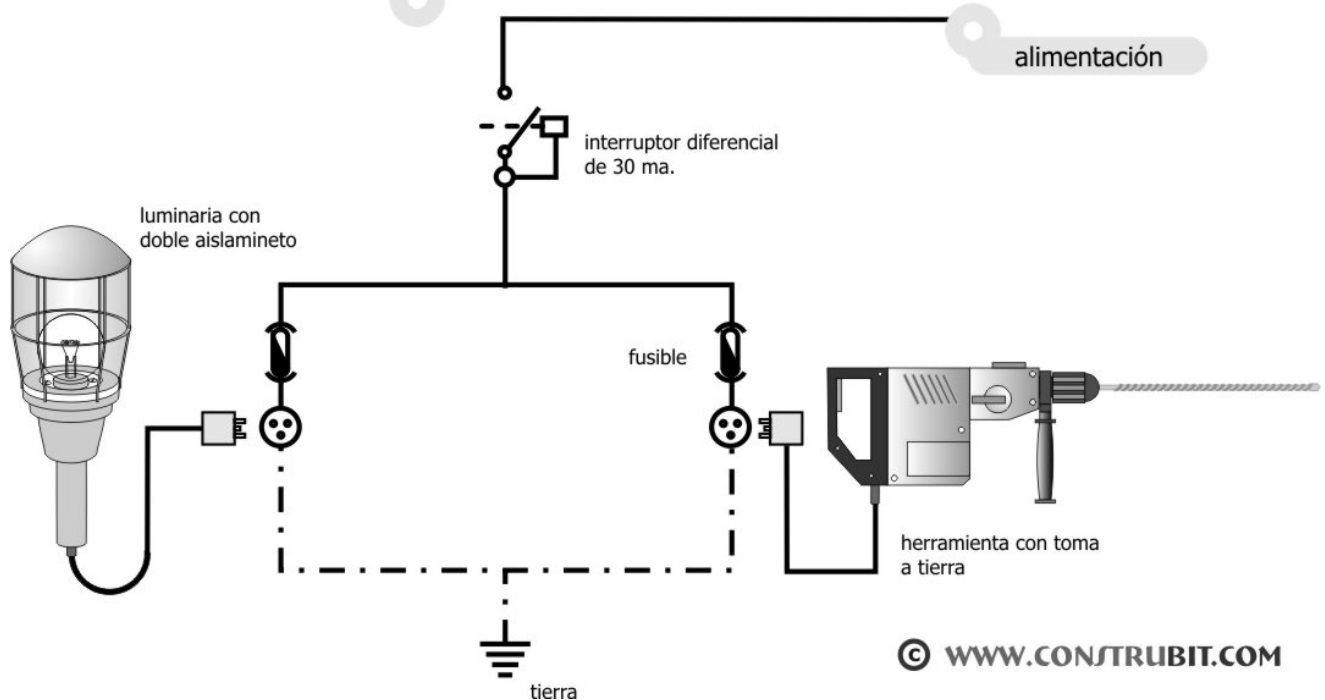 alimentación
interruptor diferencial
de 30 ma.
luminaria con
doble aislamineto
fusible
herramienta con toma
a tierra
tierra
© WWW.CONSTRUBIT.COM